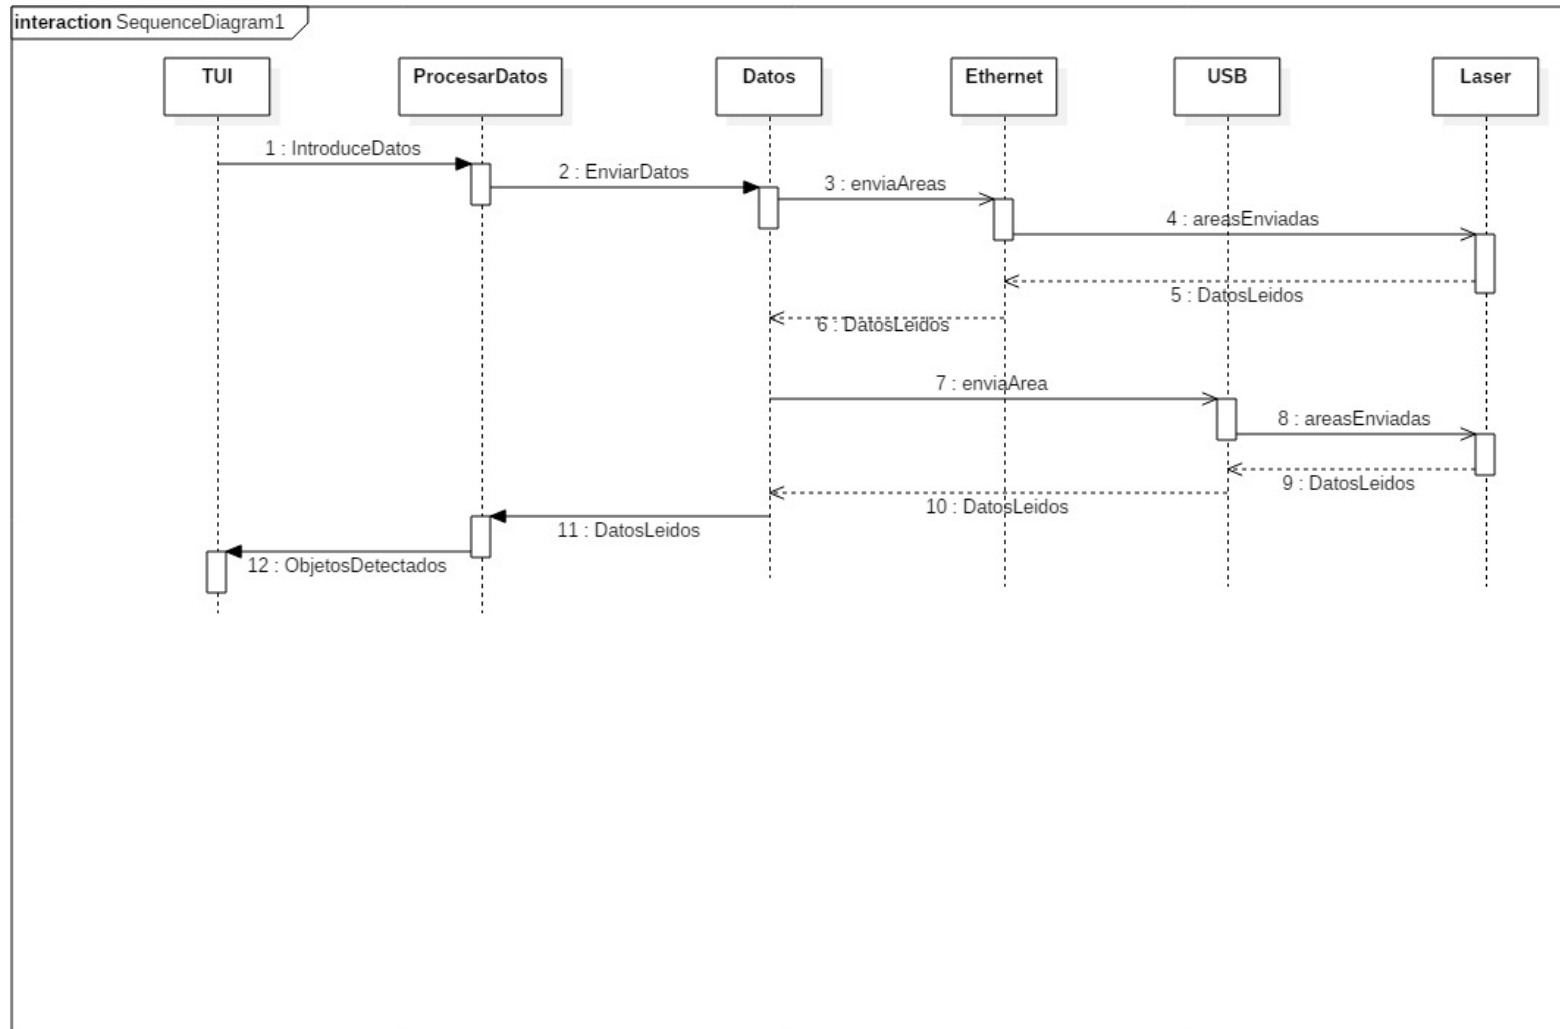 interaction SequenceDiagram1
TUI
ProcesarDatos
Datos
Ethernet
USB
Laser
1 : IntroduceDatos
2 : EnviarDatos
3 : enviaAreas
4 : areasEnviadas
5 : DatosLeidos
6 : DatosLeidos
7 : enviaArea
8 : areasEnviadas
9 : DatosLeidos
10 : DatosLeidos
11 : DatosLeidos
12 : ObjetosDetectados